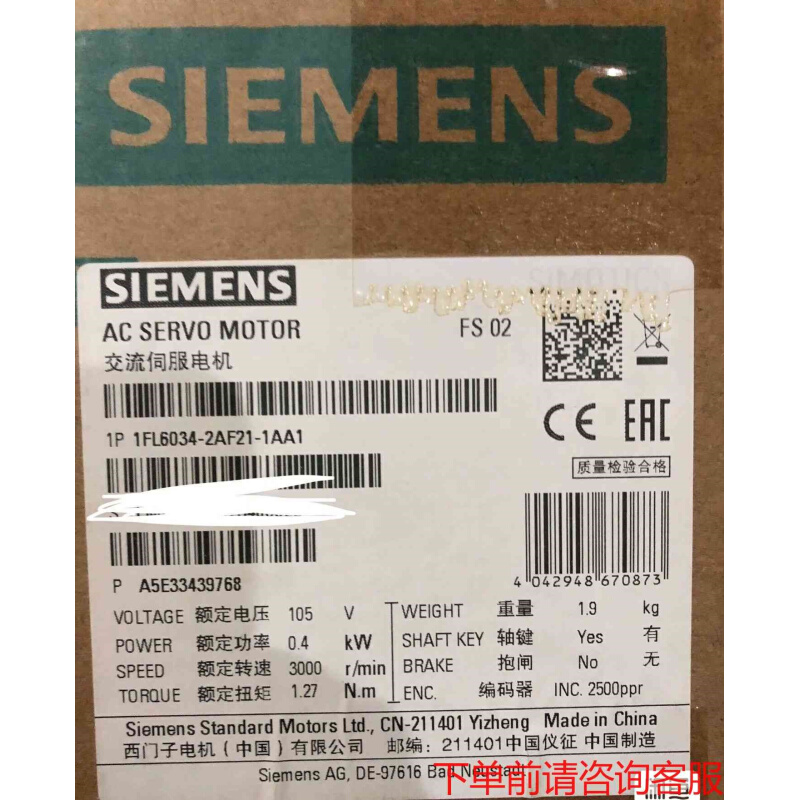 SIEMENS
SIEMENS
AC SERVO MOTOR
FS 02
交流伺服电机
1P 1FL6034-2AF21-1AA1
CE EAC
质量检验合格
P A5E33439768
4 042948 670873
VOLTAGE 额定电压 105 V
POWER 额定功率 0.4 kW
SPEED 额定转速 3000 r/min
TORQUE 额定扭矩 1.27 N.m
WEIGHT 重量 1.9 kg
SHAFT KEY 轴键 Yes 有
BRAKE 抱闸 No 无
ENC. 编码器 INC. 2500ppr
Siemens Standard Motors Ltd., CN-211401 Yizheng Made in China
西门子电机(中国)有限公司 邮编:211401中国仪征 中国制造
Siemens AG, DE-97616 Bad Neustadt
下单前请咨询客服